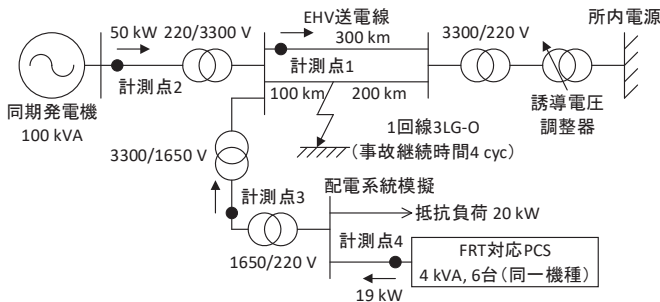 50 kW
220/3300 V
EHV送電線
300 km
3300/220 V
所内電源
計測点1
計測点2
100 km
200 km
同期発電機
100 kVA
誘導電圧
調整器
1回線3LG-O
(事故継続時間4 cyc)
3300/1650 V
配電系統模擬
計測点3
抵抗負荷 20 kW
計測点4
FRT対応PCS
4 kVA, 6台(同一機種)
1650/220 V
19 kW